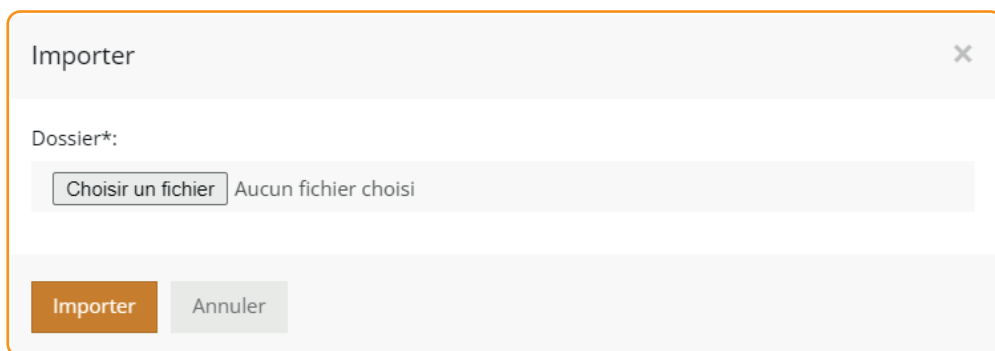 Importer ×
Dossier*:
Choisir un fichier Aucun fichier choisi
Importer Annuler